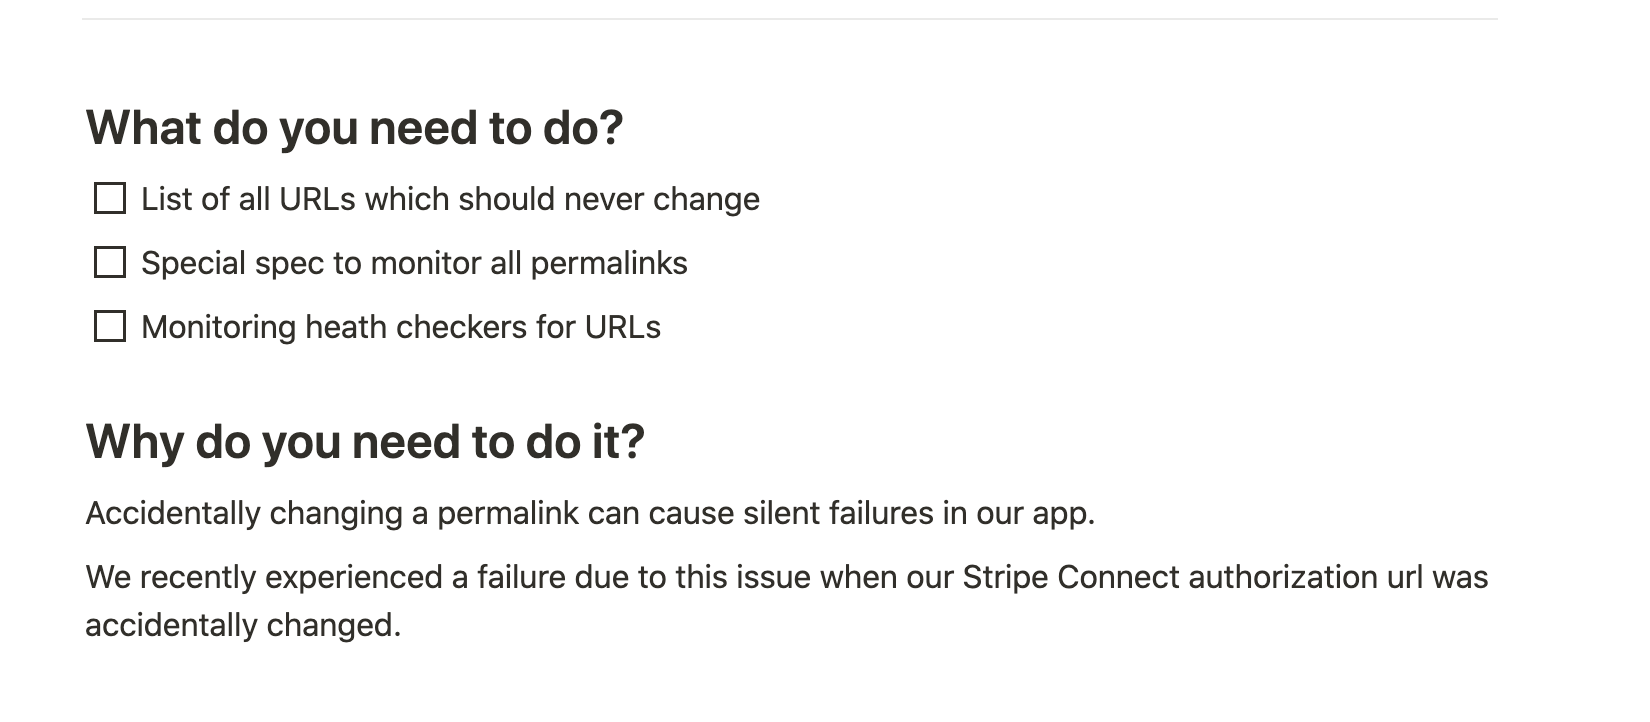 What do you need to do?
List of all URLs which should never change
Special spec to monitor all permalinks
Monitoring heath checkers for URLs
Why do you need to do it?
Accidentally changing a permalink can cause silent failures in our app.
We recently experienced a failure due to this issue when our Stripe Connect authorization url was
accidentally changed.